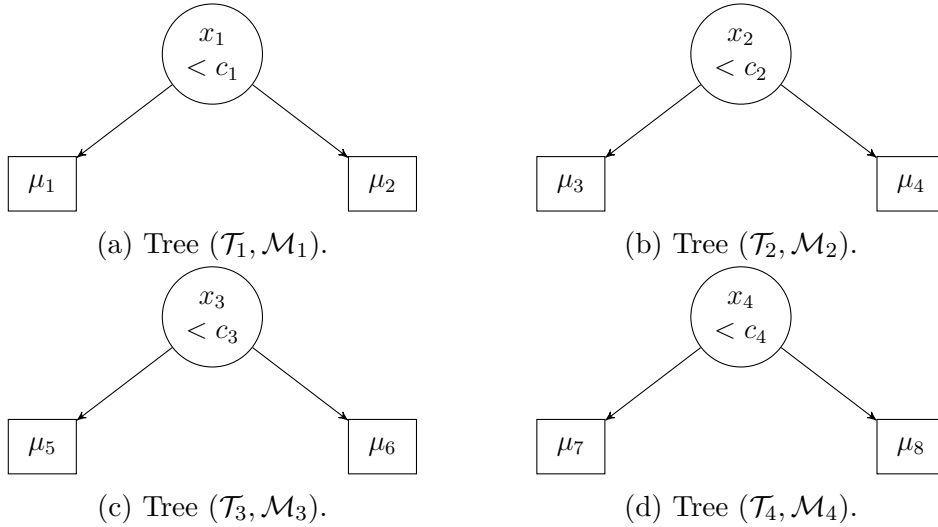 x₁
< c₁
μ₁
μ₂
(a) Tree (𝒯₁, ℳ₁).
x₂
< c₂
μ₃
μ₄
(b) Tree (𝒯₂, ℳ₂).
x₃
< c₃
μ₅
μ₆
(c) Tree (𝒯₃, ℳ₃).
x₄
< c₄
μ₇
μ₈
(d) Tree (𝒯₄, ℳ₄).